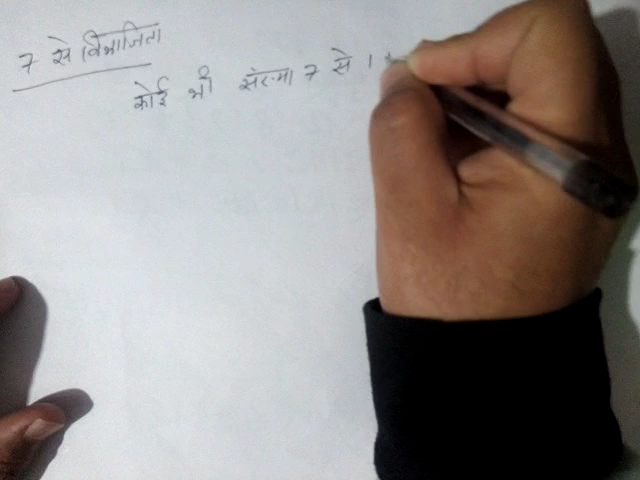 7 से विभाजिता
कोई भी संख्या 7 से